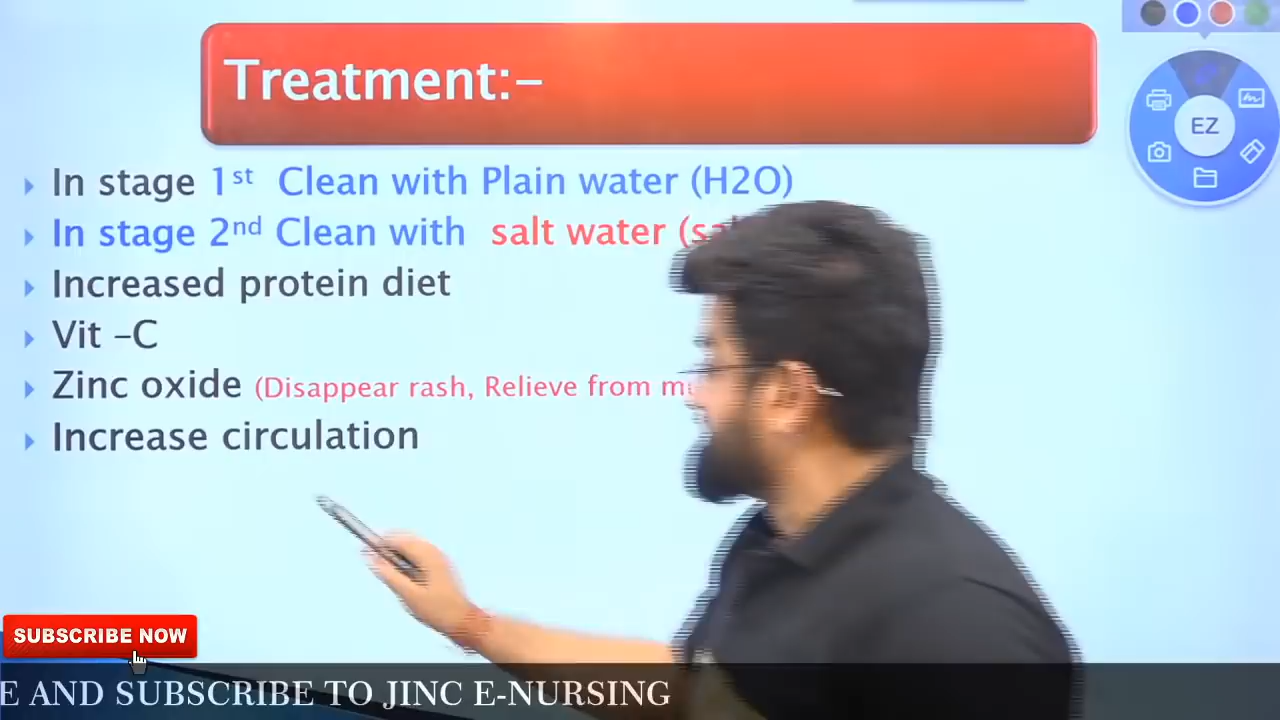 Treatment:-
EZ
In stage 1st Clean with Plain water (H2O)
In stage 2nd Clean with salt water
Increased protein diet
Vit –C
Zinc oxide (Disappear rash, Relieve from
Increase circulation
SUBSCRIBE NOW
E AND SUBSCRIBE TO JINC E-NURSING